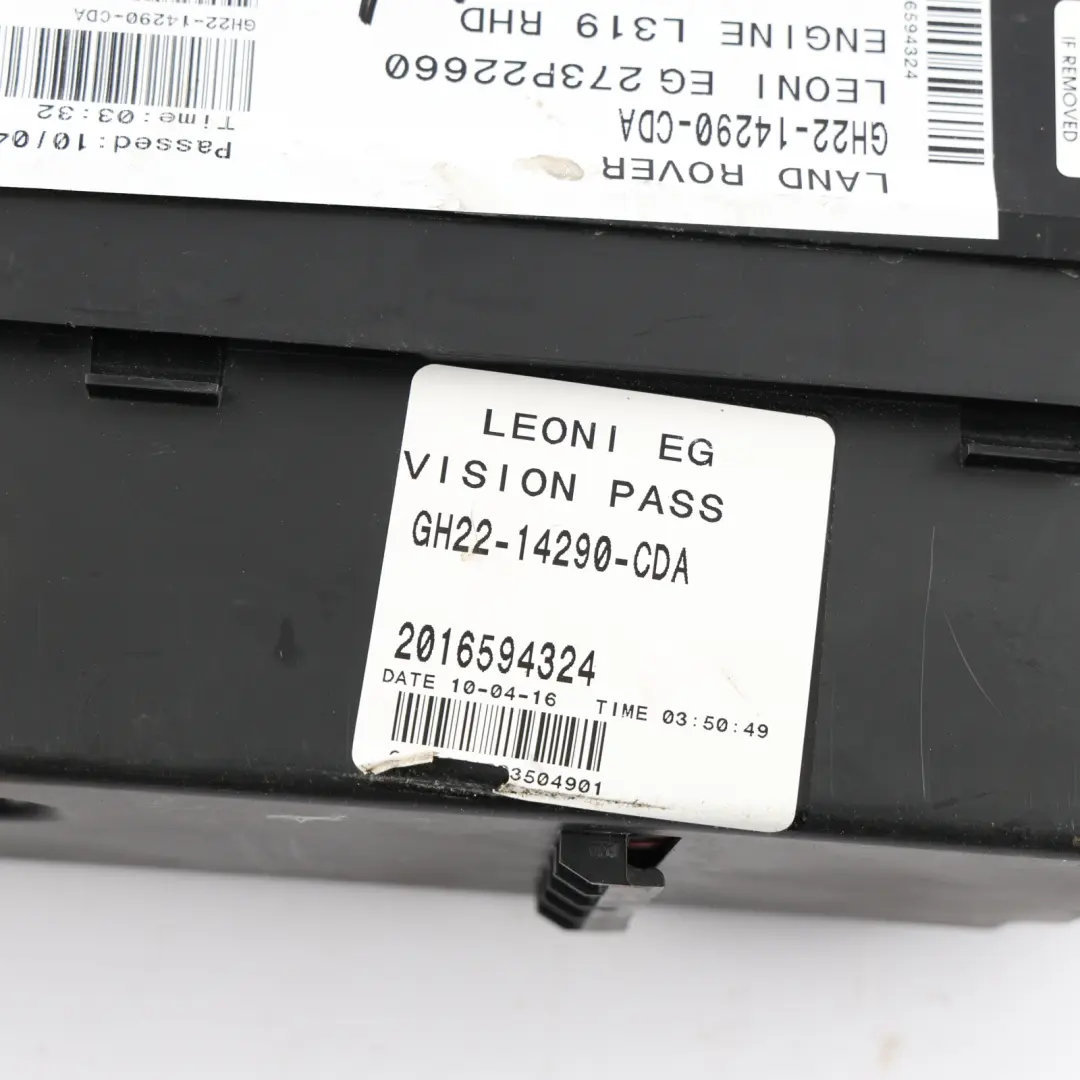 LAND ROVER
GH22-14290-CDA
LEONI EG 273P22660
ENGINE L319 RHD
6594324
Passed:10/04
Time:03:32
GH22-14290-CDA
IF REMOVED
LEONI EG
VISION PASS
GH22-14290-CDA
2016594324
DATE 10-04-16 TIME 03:50:49
3504901